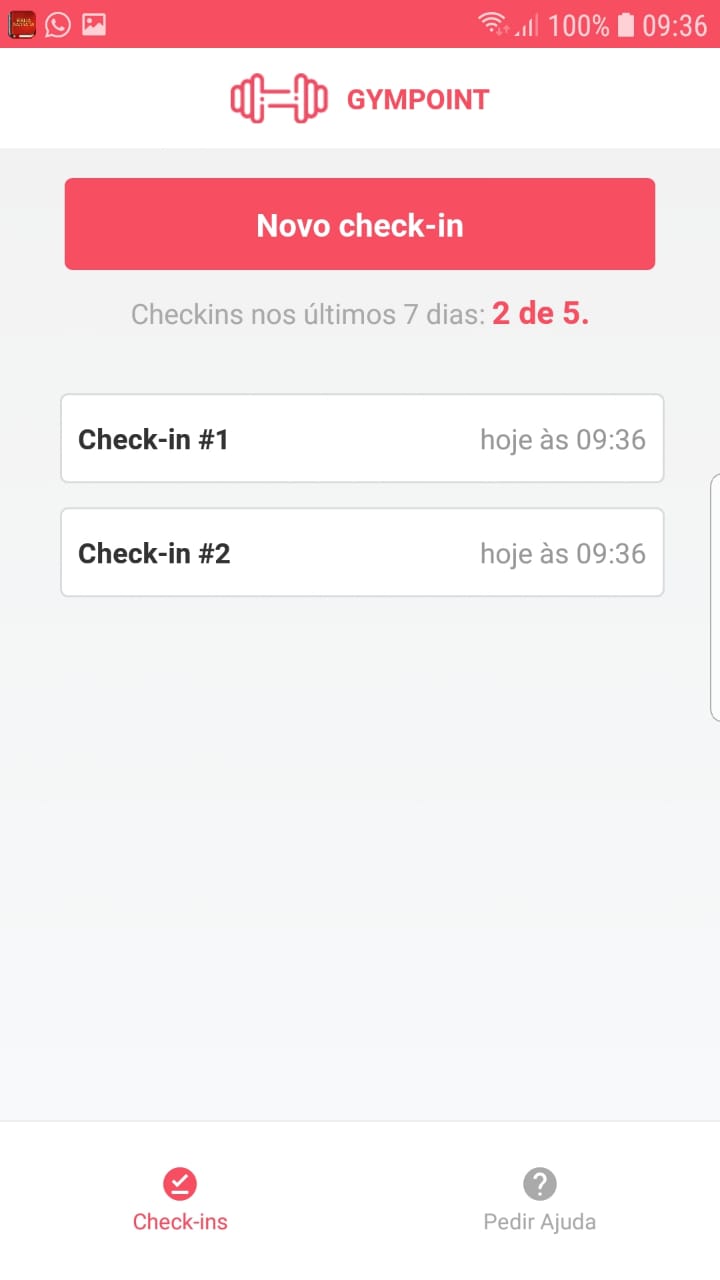 100% 09:36
GYMPOINT
Novo check-in
Checkins nos últimos 7 dias: 2 de 5.
Check-in #1 hoje às 09:36
Check-in #2 hoje às 09:36
Check-ins Pedir Ajuda